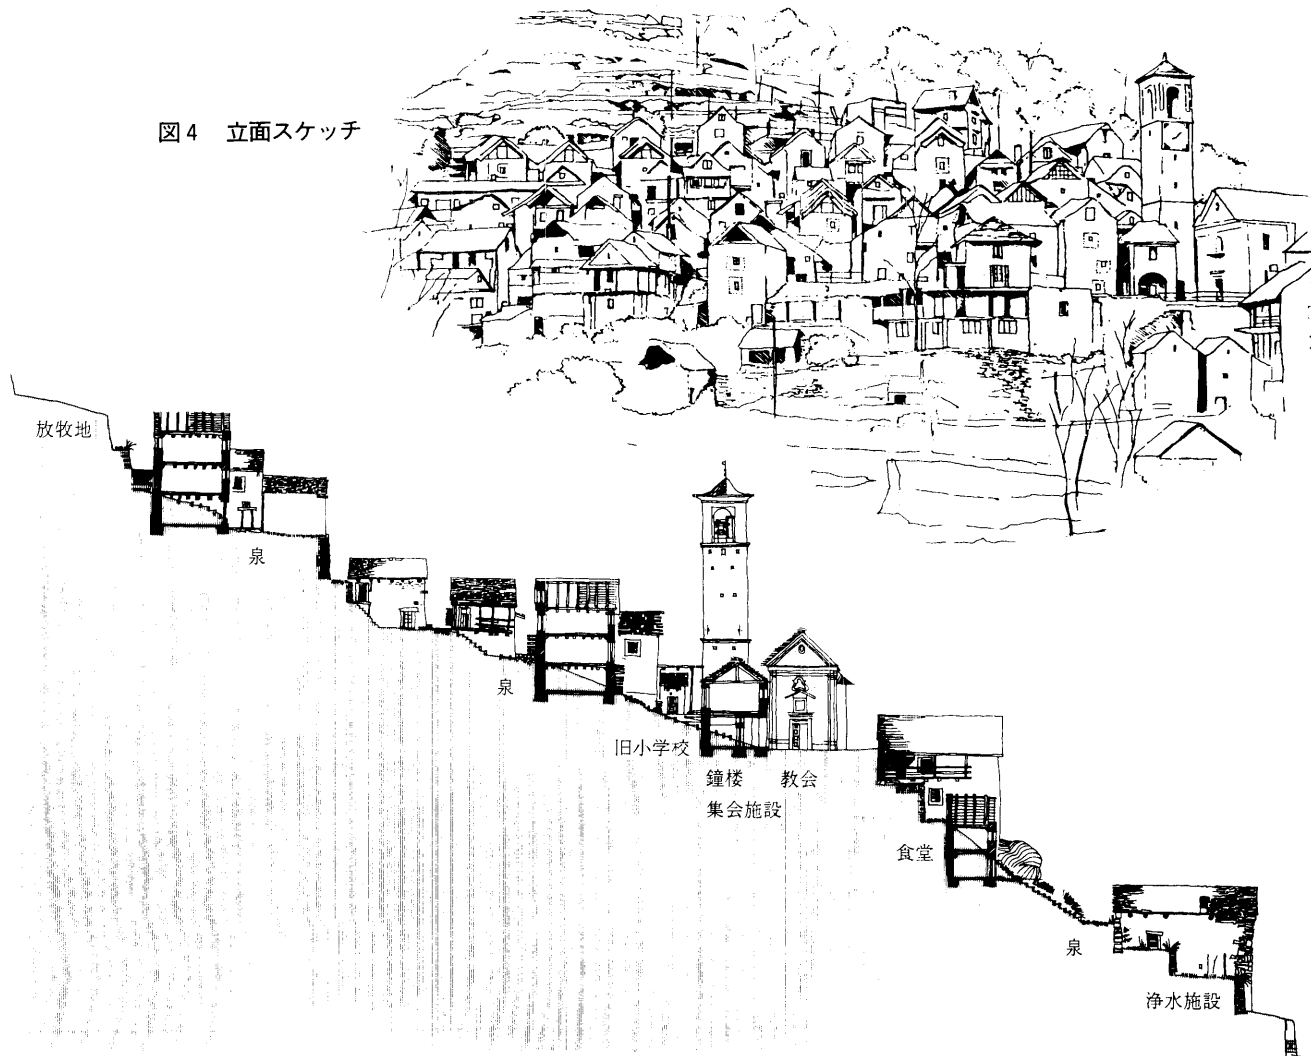 図4 立面スケッチ
放牧地
泉
泉
旧小学校
鐘楼
集会施設
教会
食堂
泉
浄水施設